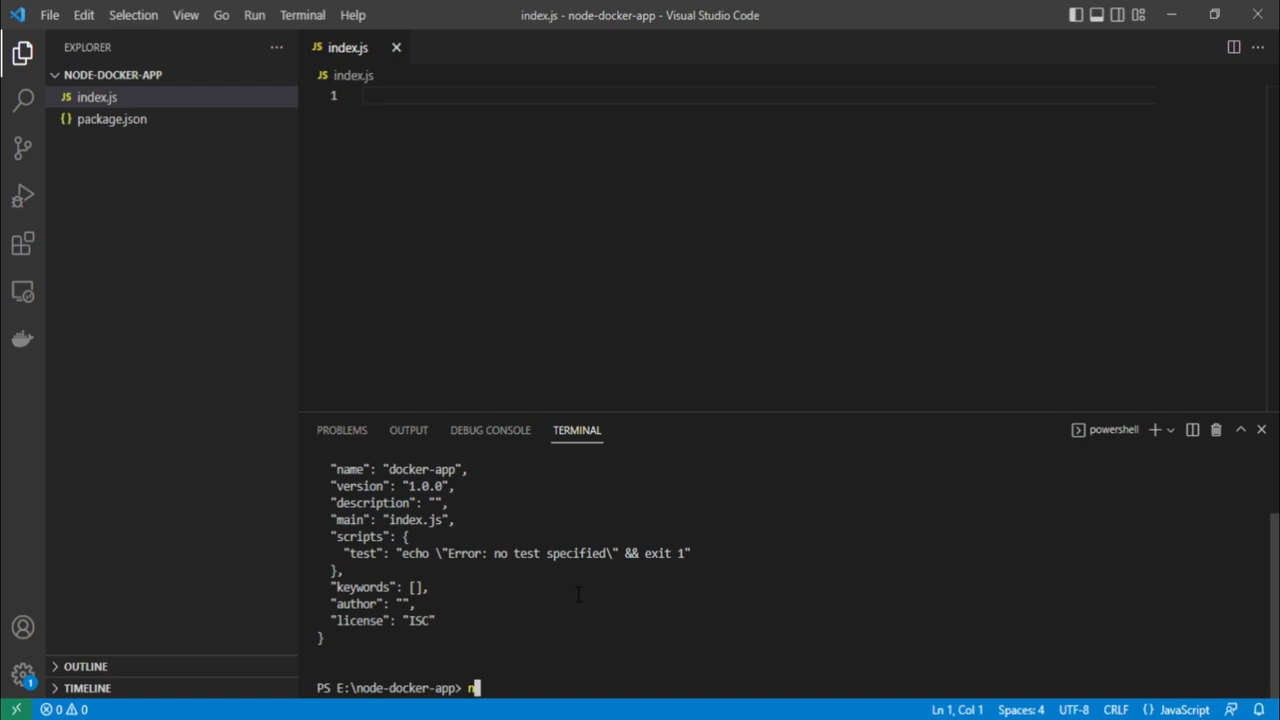 File Edit Selection View Go Run Terminal Help
index.js - node-docker-app - Visual Studio Code
EXPLORER
NODE-DOCKER-APP
JS index.js
{} package.json
OUTLINE
TIMELINE
JS index.js
JS index.js
1
PROBLEMS OUTPUT DEBUG CONSOLE TERMINAL
powershell
"name": "docker-app",
"version": "1.0.0",
"description": "",
"main": "index.js",
"scripts": {
"test": "echo \"Error: no test specified\" && exit 1"
},
"keywords": [],
"author": "",
"license": "ISC"
}
PS E:\node-docker-app> n
1
0 0
Ln 1, Col 1 Spaces: 4 UTF-8 CRLF {} JavaScript